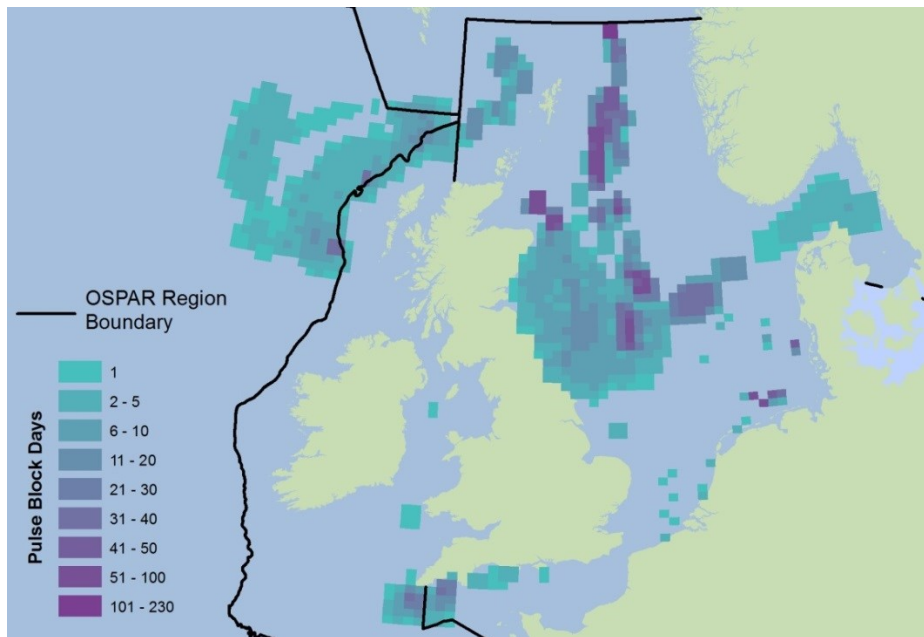 OSPAR Region
Boundary
Pulse Block Days
1
2 - 5
6 - 10
11 - 20
21 - 30
31 - 40
41 - 50
51 - 100
101 - 230